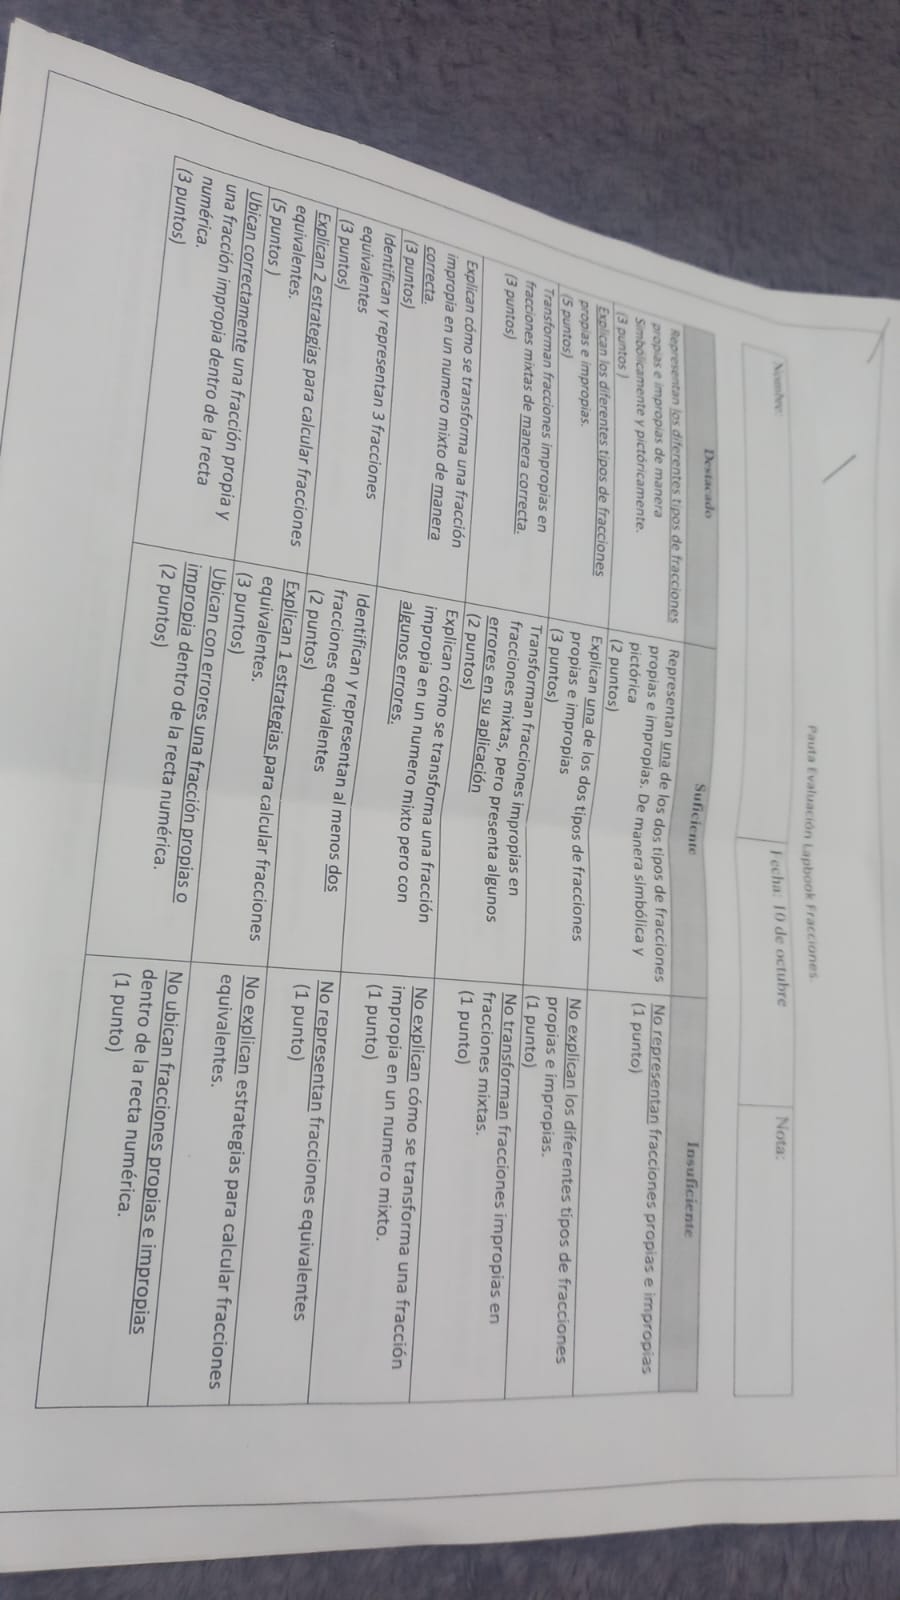 Pauta Evaluación Lapbook Fracciones.
Nombre:
Fecha: 10 de octubre
Nota:
Destacado
Suficiente
Insuficiente
Representan los diferentes tipos de fracciones
propias e impropias de manera
Simbólicamente y pictóricamente.
(3 puntos )
Representan una de los dos tipos de fracciones
propias e impropias. De manera simbólica y
pictórica
(2 puntos)
No representan fracciones propias e impropias
(1 punto)
Explican los diferentes tipos de fracciones
propias e impropias.
(5 puntos)
Explican una de los dos tipos de fracciones
propias e impropias
(3 puntos)
No explican los diferentes tipos de fracciones
propias e impropias.
(1 punto)
Transforman fracciones impropias en
fracciones mixtas de manera correcta.
(3 puntos)
Transforman fracciones impropias en
fracciones mixtas, pero presenta algunos
errores en su aplicación
(2 puntos)
No transforman fracciones impropias en
fracciones mixtas.
(1 punto)
Explican cómo se transforma una fracción
impropia en un numero mixto de manera
correcta.
(3 puntos)
Explican cómo se transforma una fracción
impropia en un numero mixto pero con
algunos errores.
No explican cómo se transforma una fracción
impropia en un numero mixto.
(1 punto)
Identifican y representan 3 fracciones
equivalentes
(3 puntos)
Identifican y representan al menos dos
fracciones equivalentes
(2 puntos)
No representan fracciones equivalentes
(1 punto)
Explican 2 estrategias para calcular fracciones
equivalentes.
(5 puntos )
Explican 1 estrategias para calcular fracciones
equivalentes.
(3 puntos)
No explican estrategias para calcular fracciones
equivalentes.
Ubican correctamente una fracción propia y
una fracción impropia dentro de la recta
numérica.
(3 puntos)
Ubican con errores una fracción propias o
impropia dentro de la recta numérica.
(2 puntos)
No ubican fracciones propias e impropias
dentro de la recta numérica.
(1 punto)